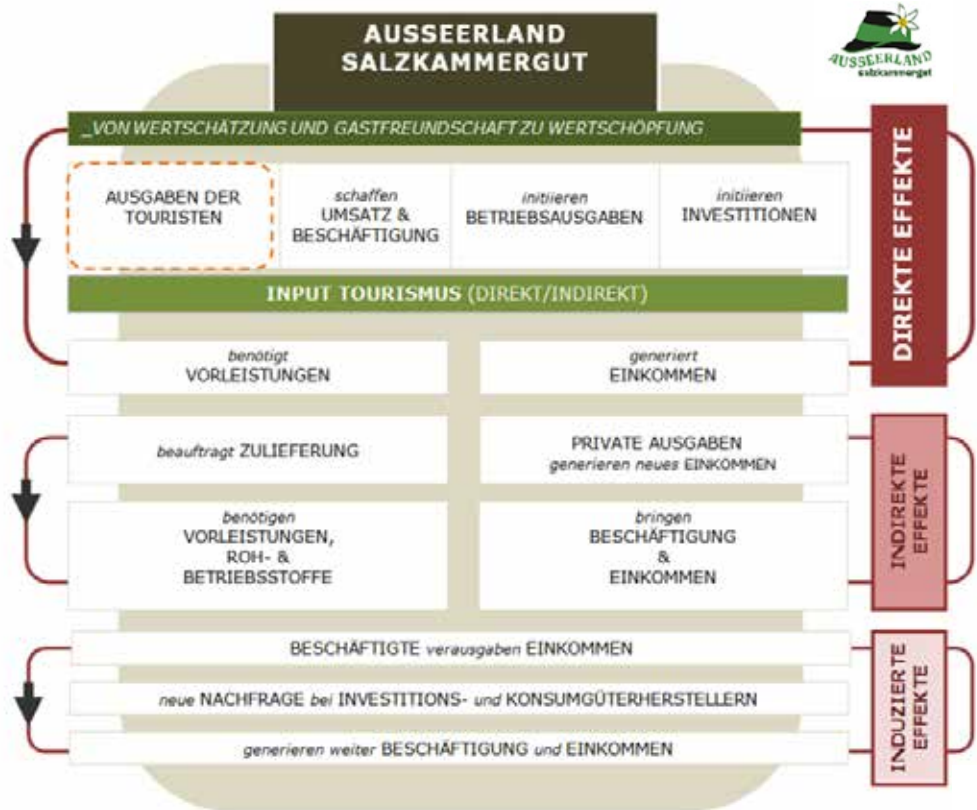 AUSSEERLAND
SALZKAMMERGUT
AUSSEERLAND
salzkammergut
_VON WERTSCHÄTZUNG UND GASTFREUNDSCHAFT ZU WERTSCHÖPFUNG
AUSGABEN DER
TOURISTEN
schaffen
UMSATZ &
BESCHÄFTIGUNG
initiieren
BETRIEBSAUSGABEN
initiieren
INVESTITIONEN
INPUT TOURISMUS (DIREKT/INDIREKT)
benötigt
VORLEISTUNGEN
generiert
EINKOMMEN
DIREKTE EFFEKTE
beauftragt ZULIEFERUNG
PRIVATE AUSGABEN
generieren neues EINKOMMEN
benötigen
VORLEISTUNGEN,
ROH- &
BETRIEBSSTOFFE
bringen
BESCHÄFTIGUNG
&
EINKOMMEN
INDIREKTE
EFFEKTE
BESCHÄFTIGTE verausgaben EINKOMMEN
neue NACHFRAGE bei INVESTITIONS- und KONSUMGÜTERHERSTELLERN
generieren weiter BESCHÄFTIGUNG und EINKOMMEN
INDUZIERTE
EFFEKTE